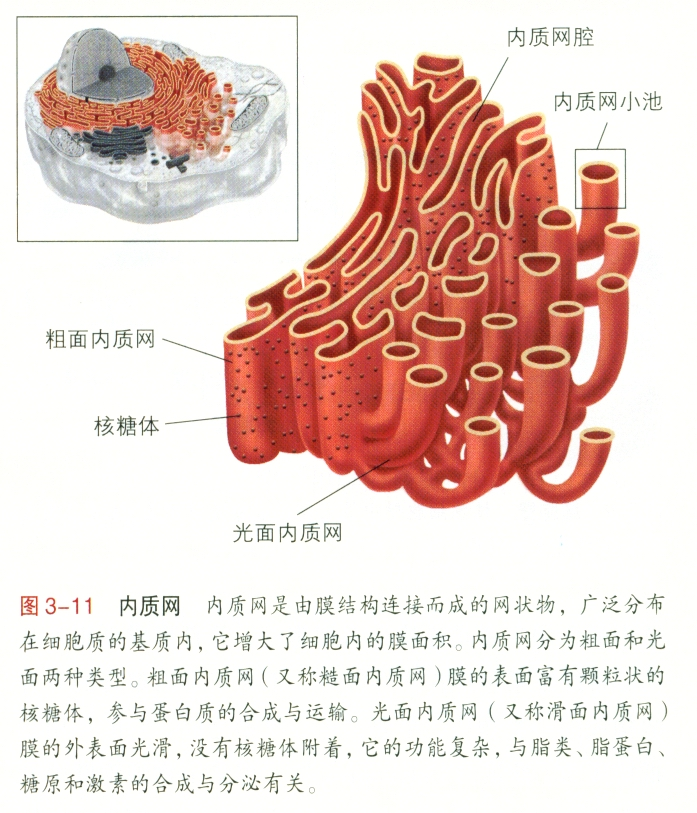 内质网腔
内质网小池
粗面内质网
核糖体
光面内质网
图3-11 内质网 内质网是由膜结构连接而成的网状物，广泛分布
在细胞质的基质内，它增大了细胞内的膜面积。内质网分为粗面和光
面两种类型。粗面内质网（又称糙面内质网）膜的表面富有颗粒状的
核糖体，参与蛋白质的合成与运输。光面内质网（又称滑面内质网）
膜的外表面光滑，没有核糖体附着，它的功能复杂，与脂类、脂蛋白、
糖原和激素的合成与分泌有关。